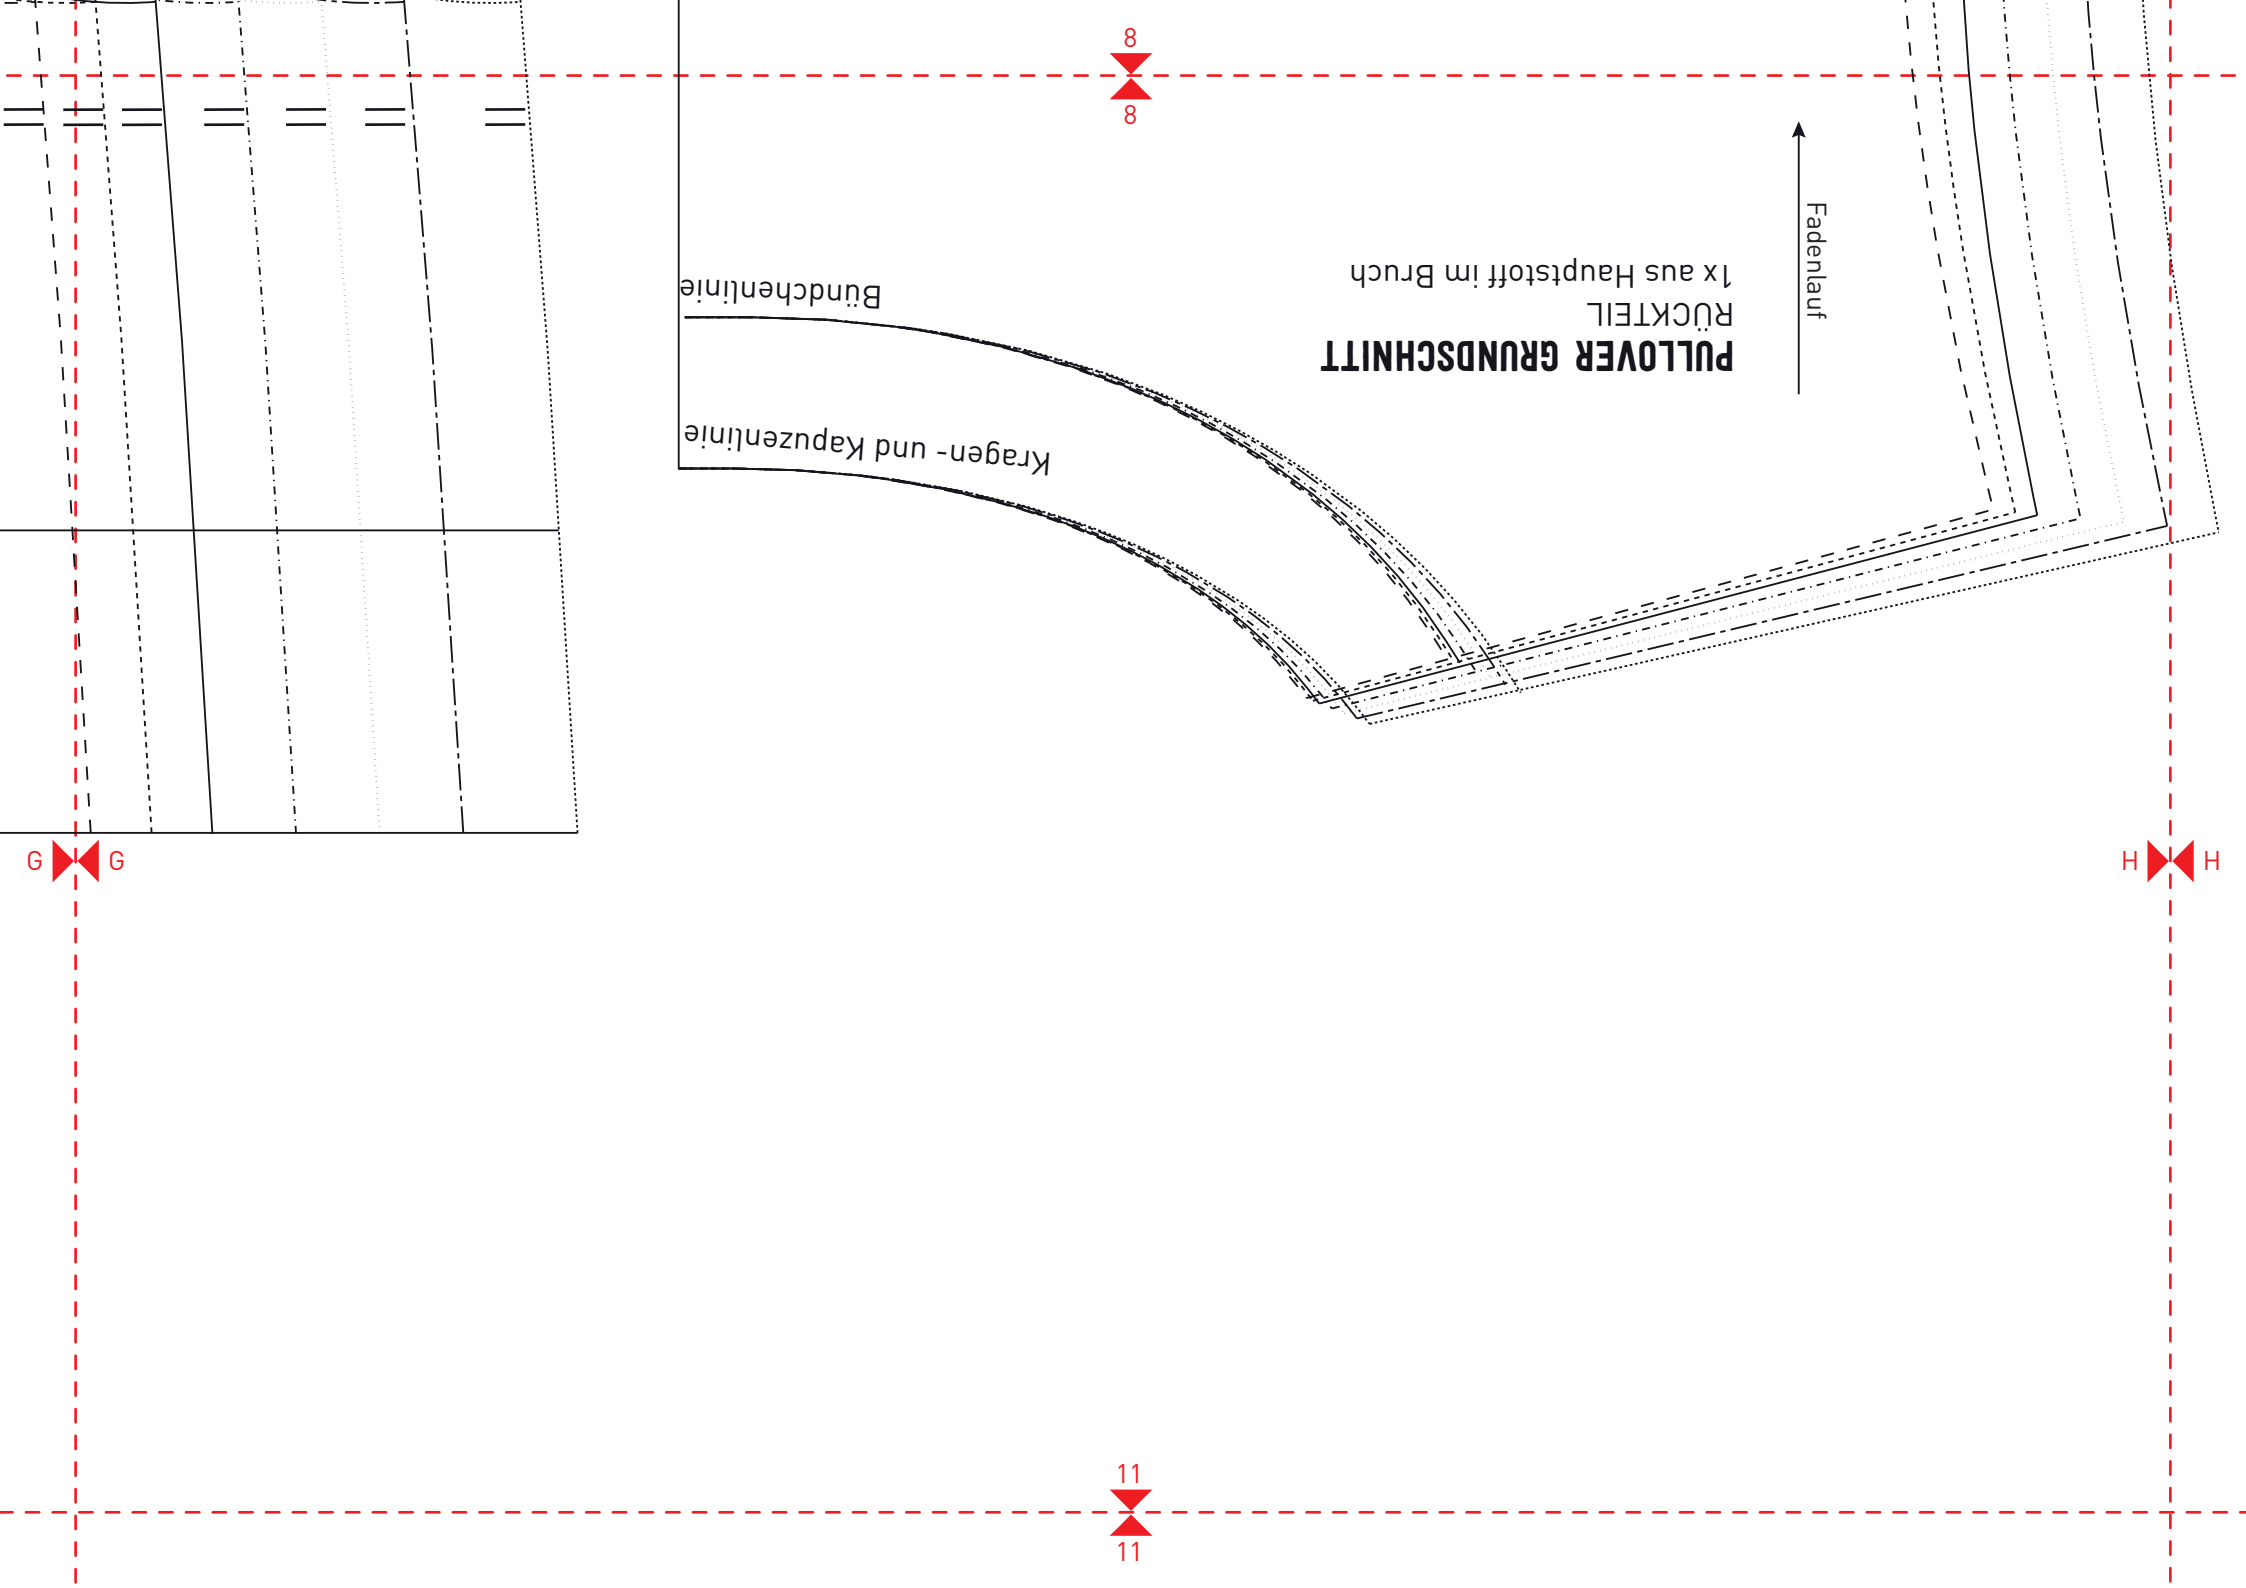 8
8
Fadenlauf
PULLOVER GRUNDSCHNITT
RÜCKTEIL
1x aus Hauptstoff im Bruch
Bündchenlinie
Kragen- und Kapuzenlinie
G G
H H
11
11